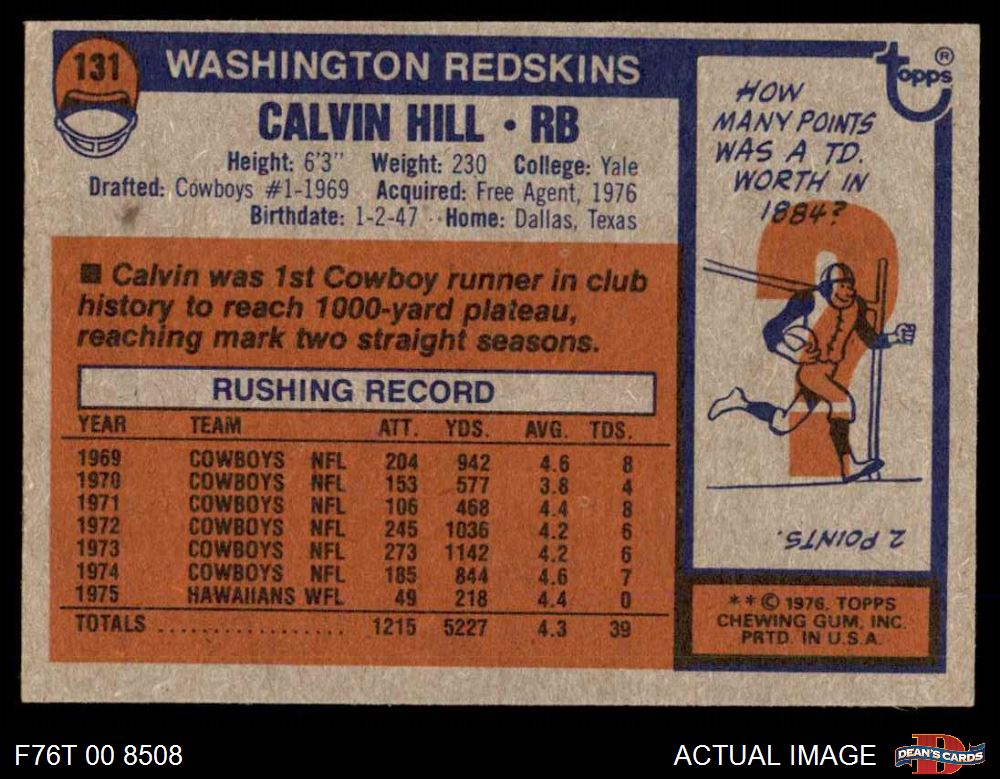 131
WASHINGTON REDSKINS
CALVIN HILL • RB
Height: 6'3" Weight: 230 College: Yale
Drafted: Cowboys #1-1969 Acquired: Free Agent, 1976
Birthdate: 1-2-47 Home: Dallas, Texas
■ Calvin was 1st Cowboy runner in club
history to reach 1000-yard plateau,
reaching mark two straight seasons.
RUSHING RECORD
YEAR TEAM ATT. YDS. AVG. TDS.
1969 COWBOYS NFL 204 942 4.6 8
1970 COWBOYS NFL 153 577 3.8 4
1971 COWBOYS NFL 106 468 4.4 8
1972 COWBOYS NFL 245 1036 4.2 6
1973 COWBOYS NFL 273 1142 4.2 6
1974 COWBOYS NFL 185 844 4.6 7
1975 HAWAIIANS WFL 49 218 4.4 0
TOTALS ................. 1215 5227 4.3 39
topps®
HOW
MANY POINTS
WAS A TD.
WORTH IN
1884?
?
2 POINTS.
**© 1976. TOPPS
CHEWING GUM, INC.
PRTD. IN U.S.A.
F76T 00 8508
ACTUAL IMAGE
D
DEAN'S CARDS